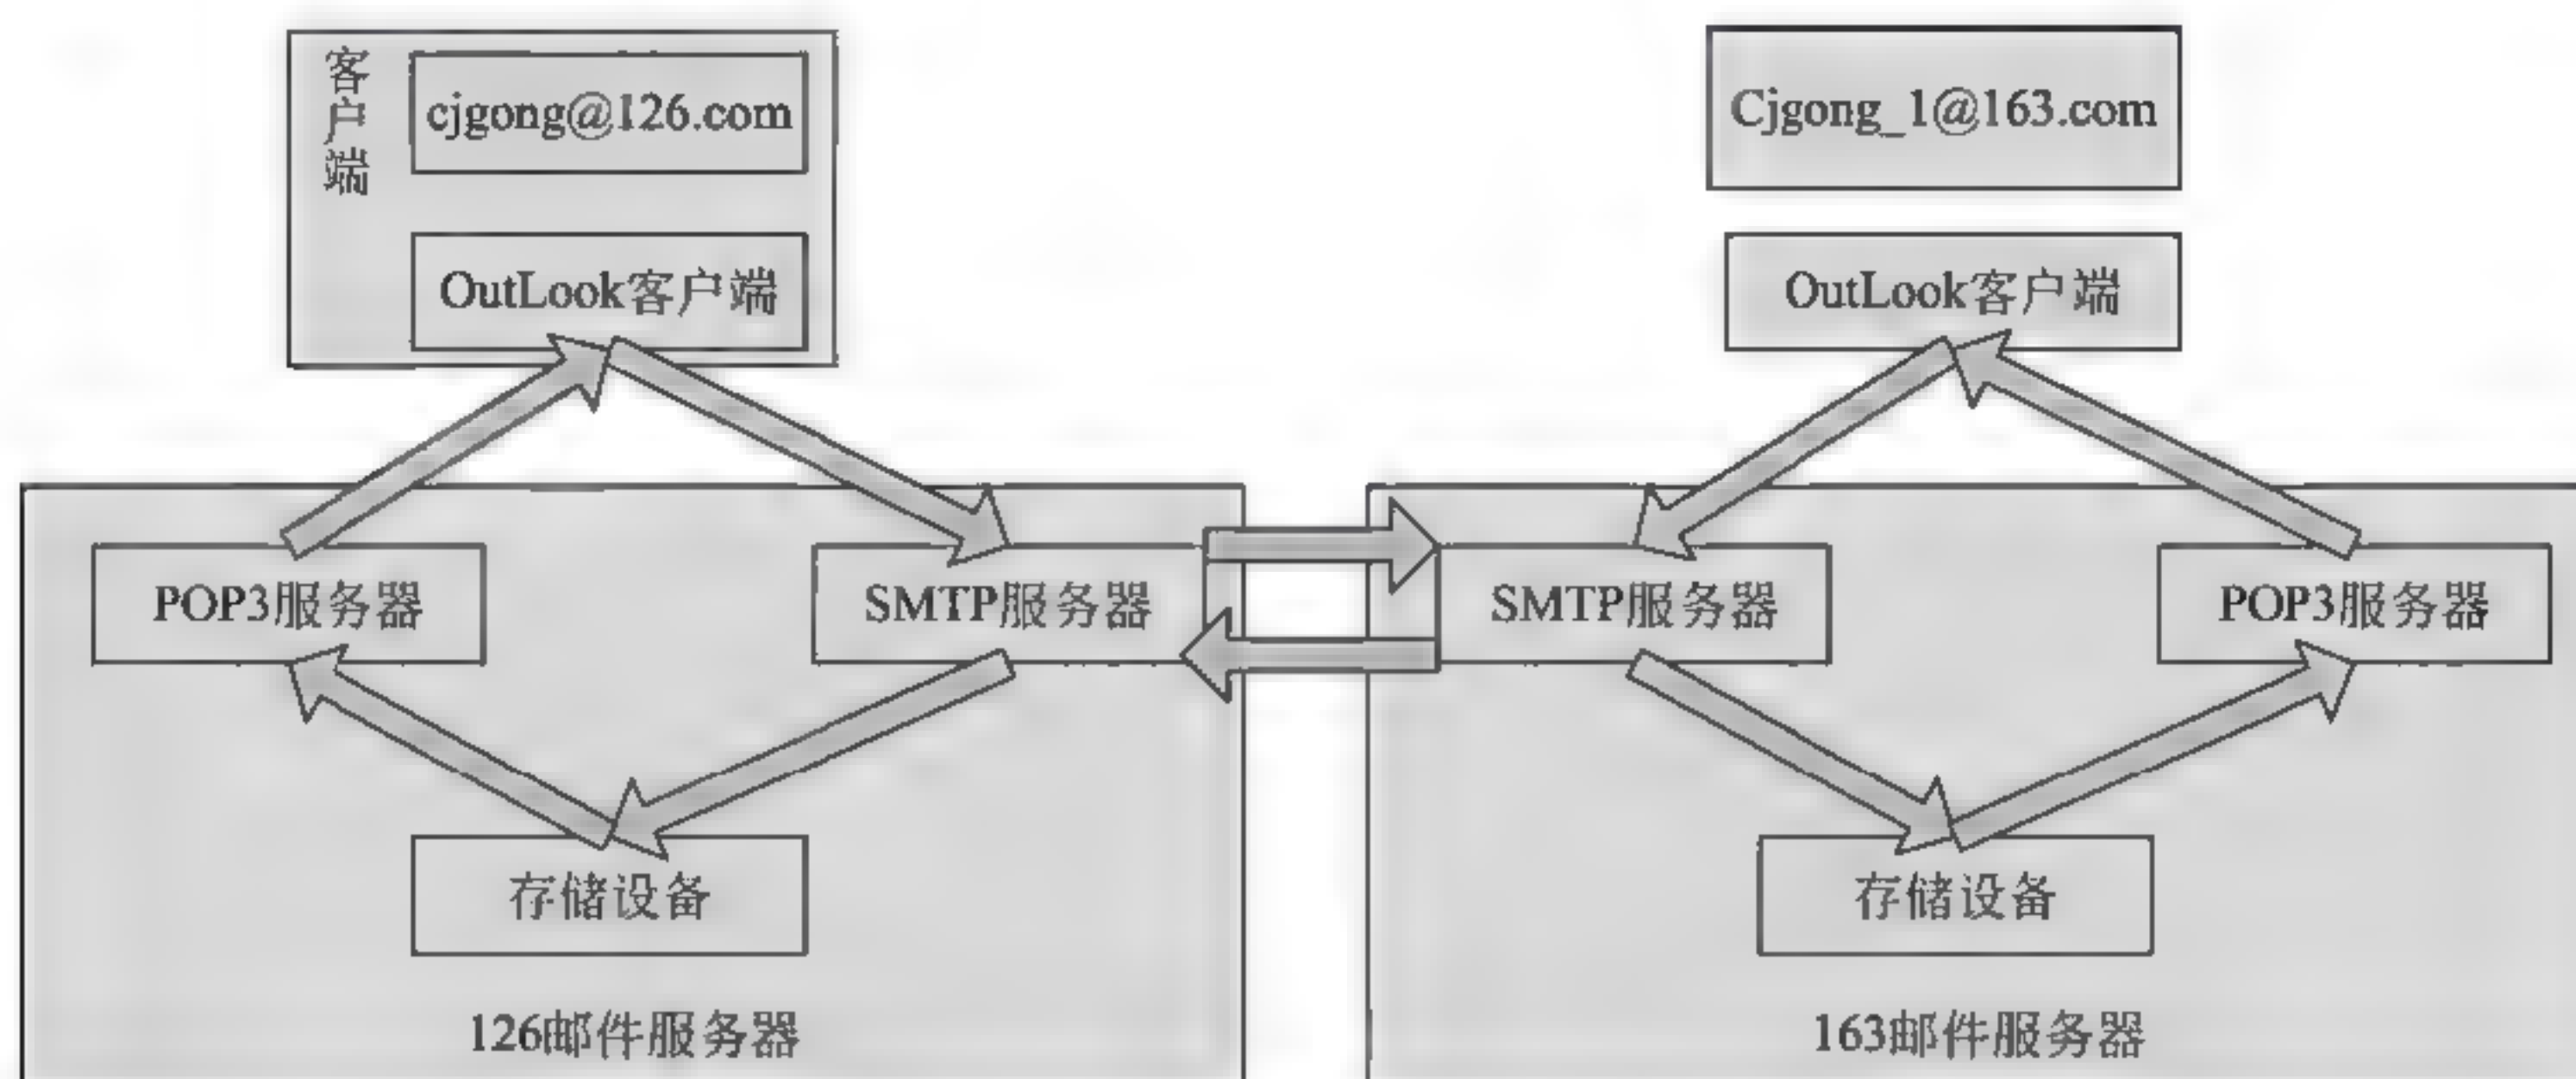 客户端
cjgong@126.com
OutLook客户端
Cjgong_1@163.com
OutLook客户端
POP3服务器
SMTP服务器
SMTP服务器
POP3服务器
存储设备
存储设备
126邮件服务器
163邮件服务器